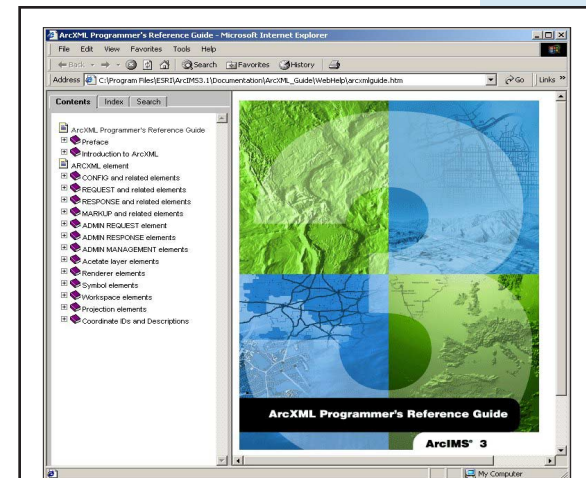 ArcXML Programmer's Reference Guide - Microsoft Internet Explorer
File Edit View Favorites Tools Help
Back Search Favorites History
Address C:\Program Files\ESRI\ArcIMS3.1\Documentation\ArcXML_Guide\WebHelp\arcxmlguide.htm Go Links »
Contents Index Search
ArcXML Programmer's Reference Guide
Preface
Introduction to ArcXML
ARCXML element
CONFIG and related elements
REQUEST and related elements
RESPONSE and related elements
MARKUP and related elements
ADMIN REQUEST element
ADMIN RESPONSE elements
ADMIN MANAGEMENT elements
Acetate layer elements
Renderer elements
Symbol elements
Workspace elements
Projection elements
Coordinate IDs and Descriptions
3
ArcXML Programmer's Reference Guide
ArcIMS® 3
My Computer